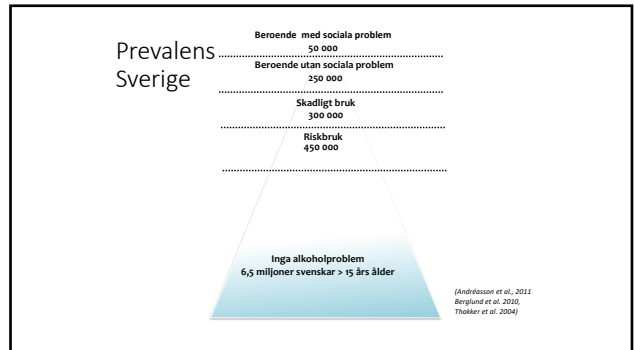 Prevalens
Sverige
Beroende med sociala problem
50 000
Beroende utan sociala problem
250 000
Skadligt bruk
300 000
Riskbruk
450 000
Inga alkoholproblem
6,5 miljoner svenskar > 15 års ålder
(Andréasson et al., 2011
Berglund et al. 2010,
Thakker et al. 2004)